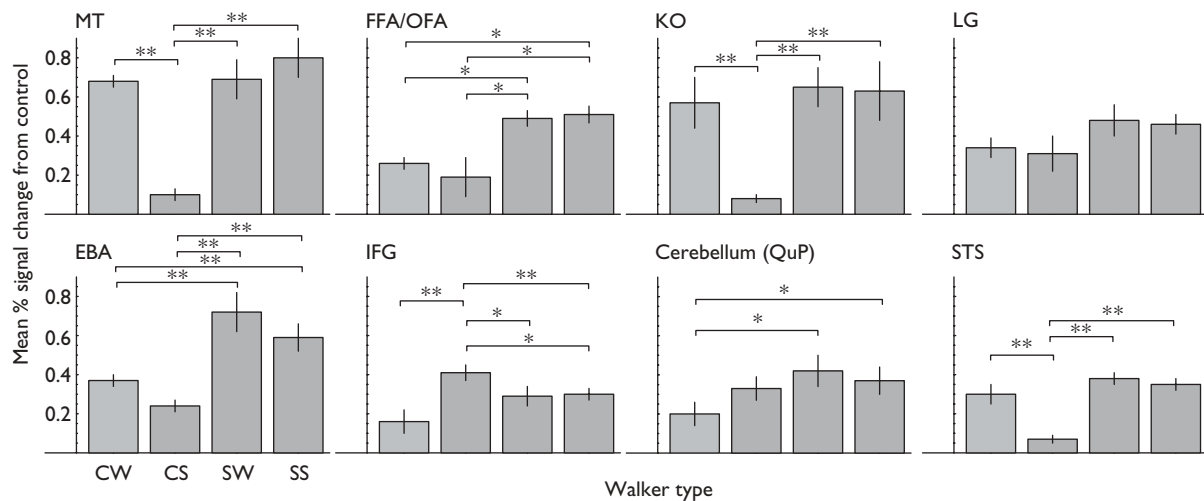 MT
**
**
**
0.8
0.6
0.4
0.2
FFA/OFA
*
*
*
*
KO
**
**
**
LG
Mean % signal change from control
EBA
**
**
**
**
0.8
0.6
0.4
0.2
CW CS SW SS
IFG
**
**
*
*
Cerebellum (QuP)
*
*
STS
**
**
**
Walker type